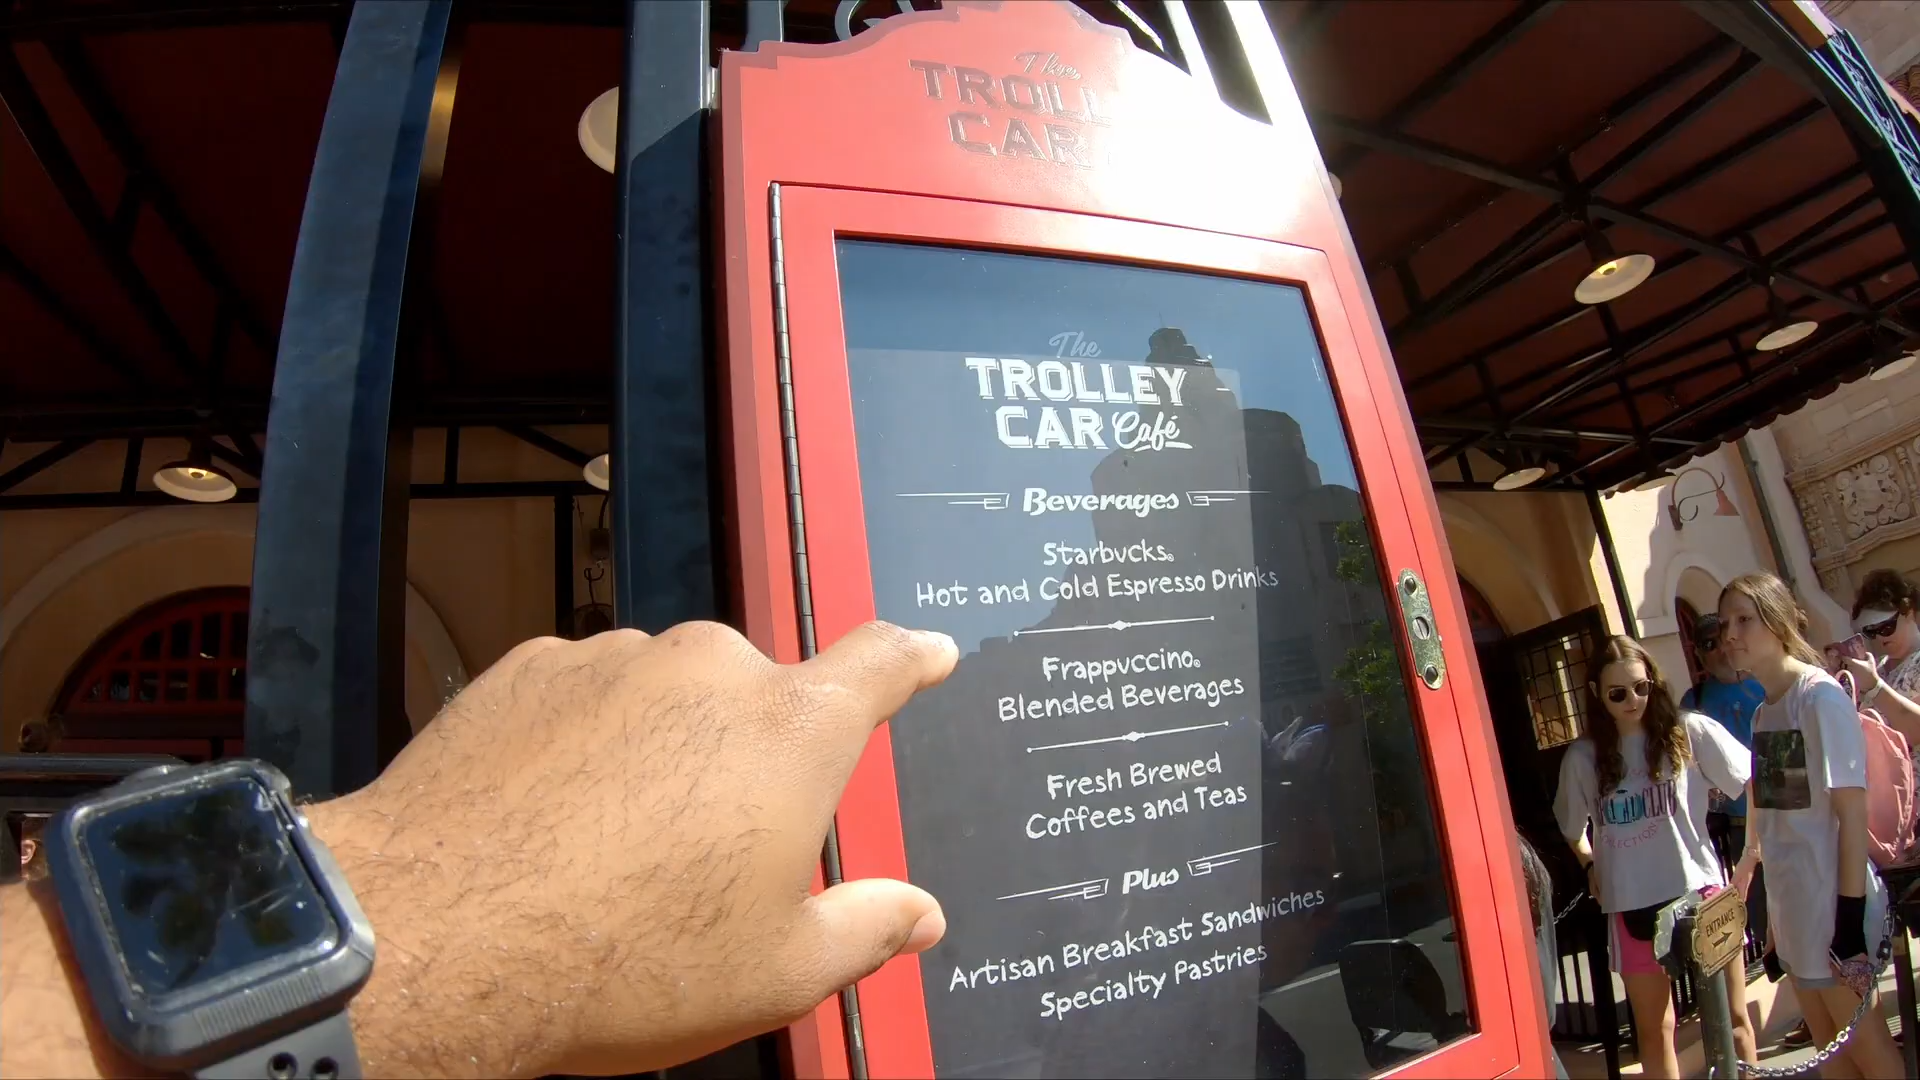 The
TROLL
CAR
The
TROLLEY
CAR Café
Beverages
Starbucks®
Hot and Cold Espresso Drinks
Frappuccino®
Blended Beverages
Fresh Brewed
Coffees and Teas
Plus
Artisan Breakfast Sandwiches
Specialty Pastries
ENTRANCE